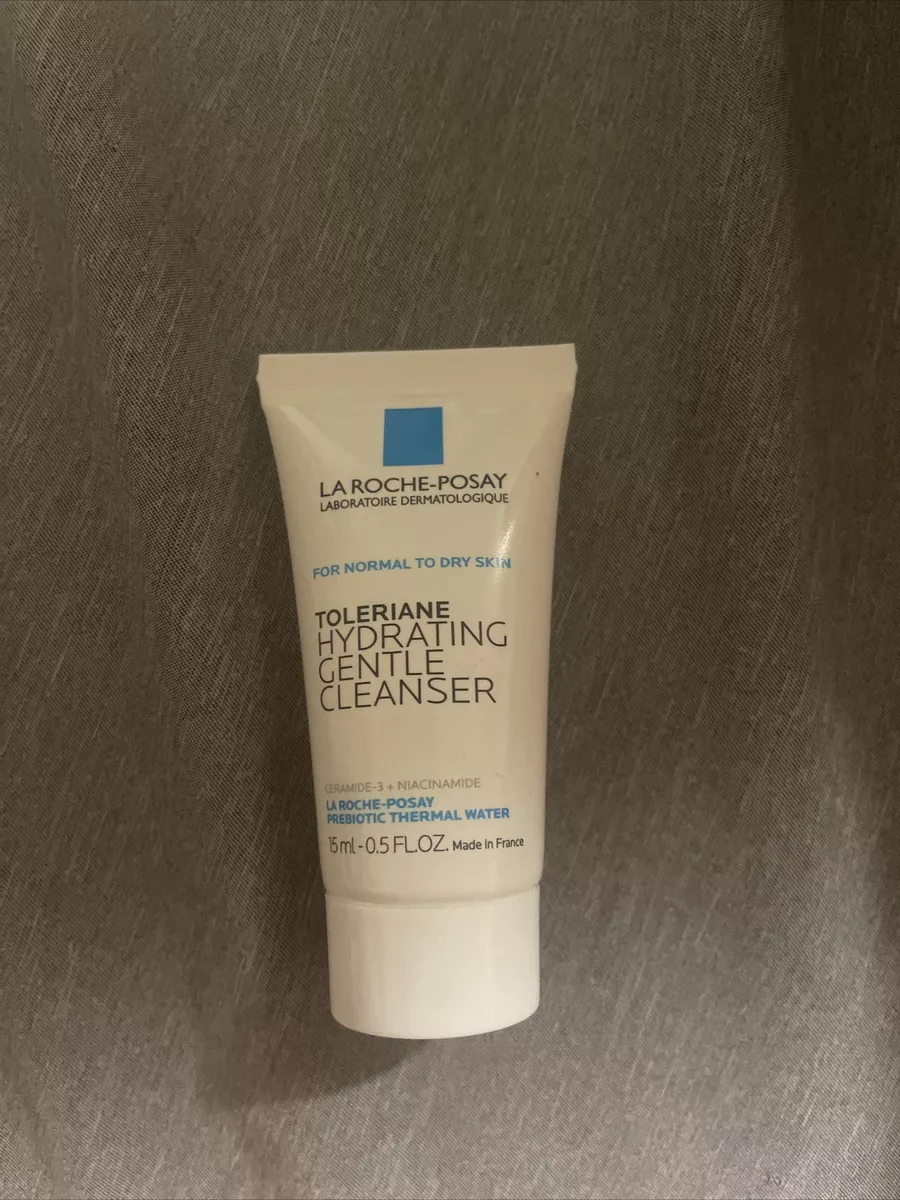 LA ROCHE-POSAY
LABORATOIRE DERMATOLOGIQUE
FOR NORMAL TO DRY SKIN
TOLERIANE
HYDRATING
GENTLE
CLEANSER
CERAMIDE-3 + NIACINAMIDE
LA ROCHE-POSAY
PREBIOTIC THERMAL WATER
15 ml - 0.5 FL.OZ. Made in France